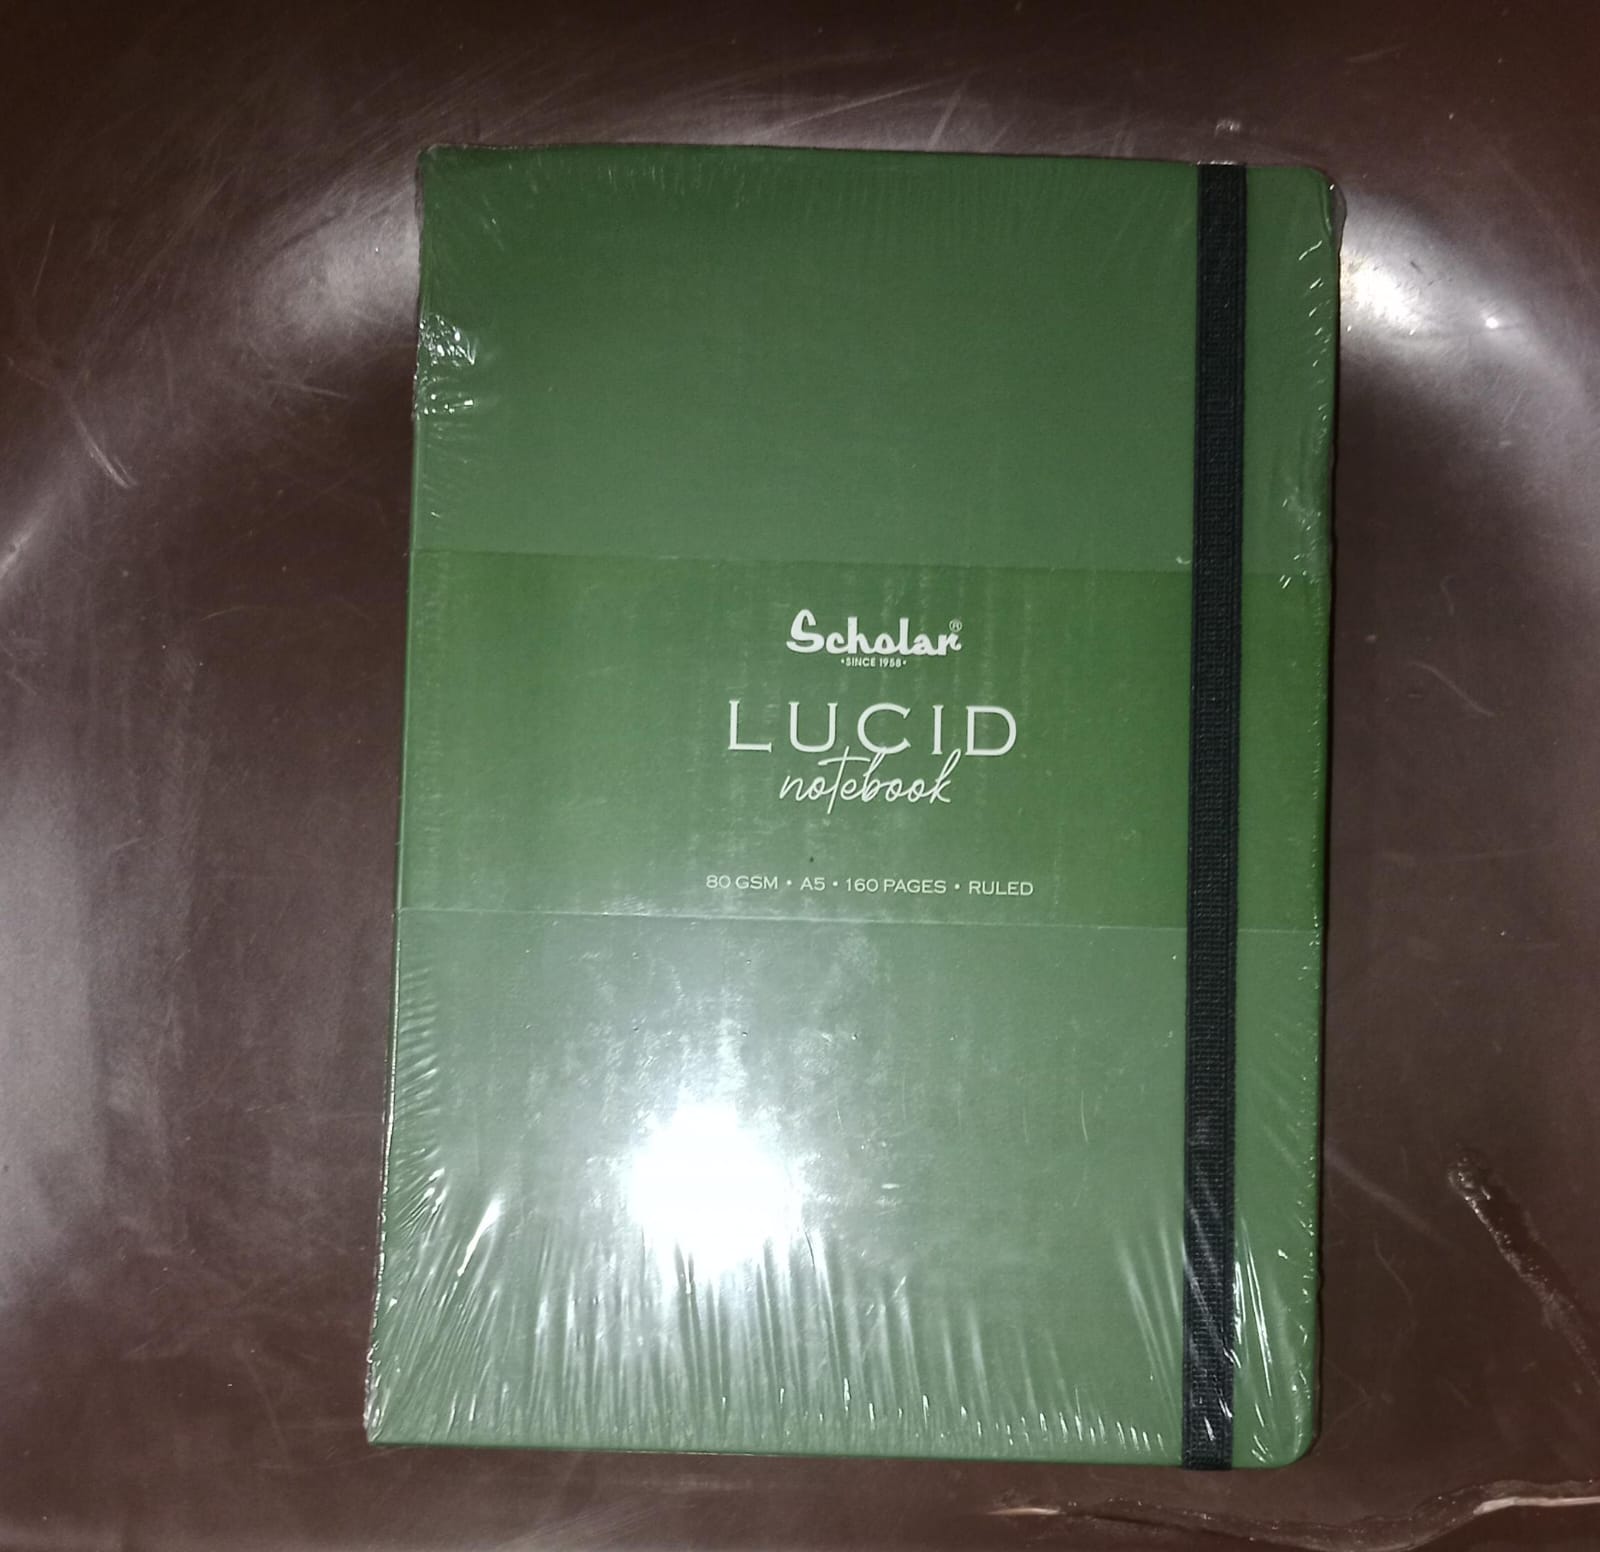 Scholar®
•SINCE 1958•
LUCID
notebook
80 GSM • A5 • 160 PAGES • RULED